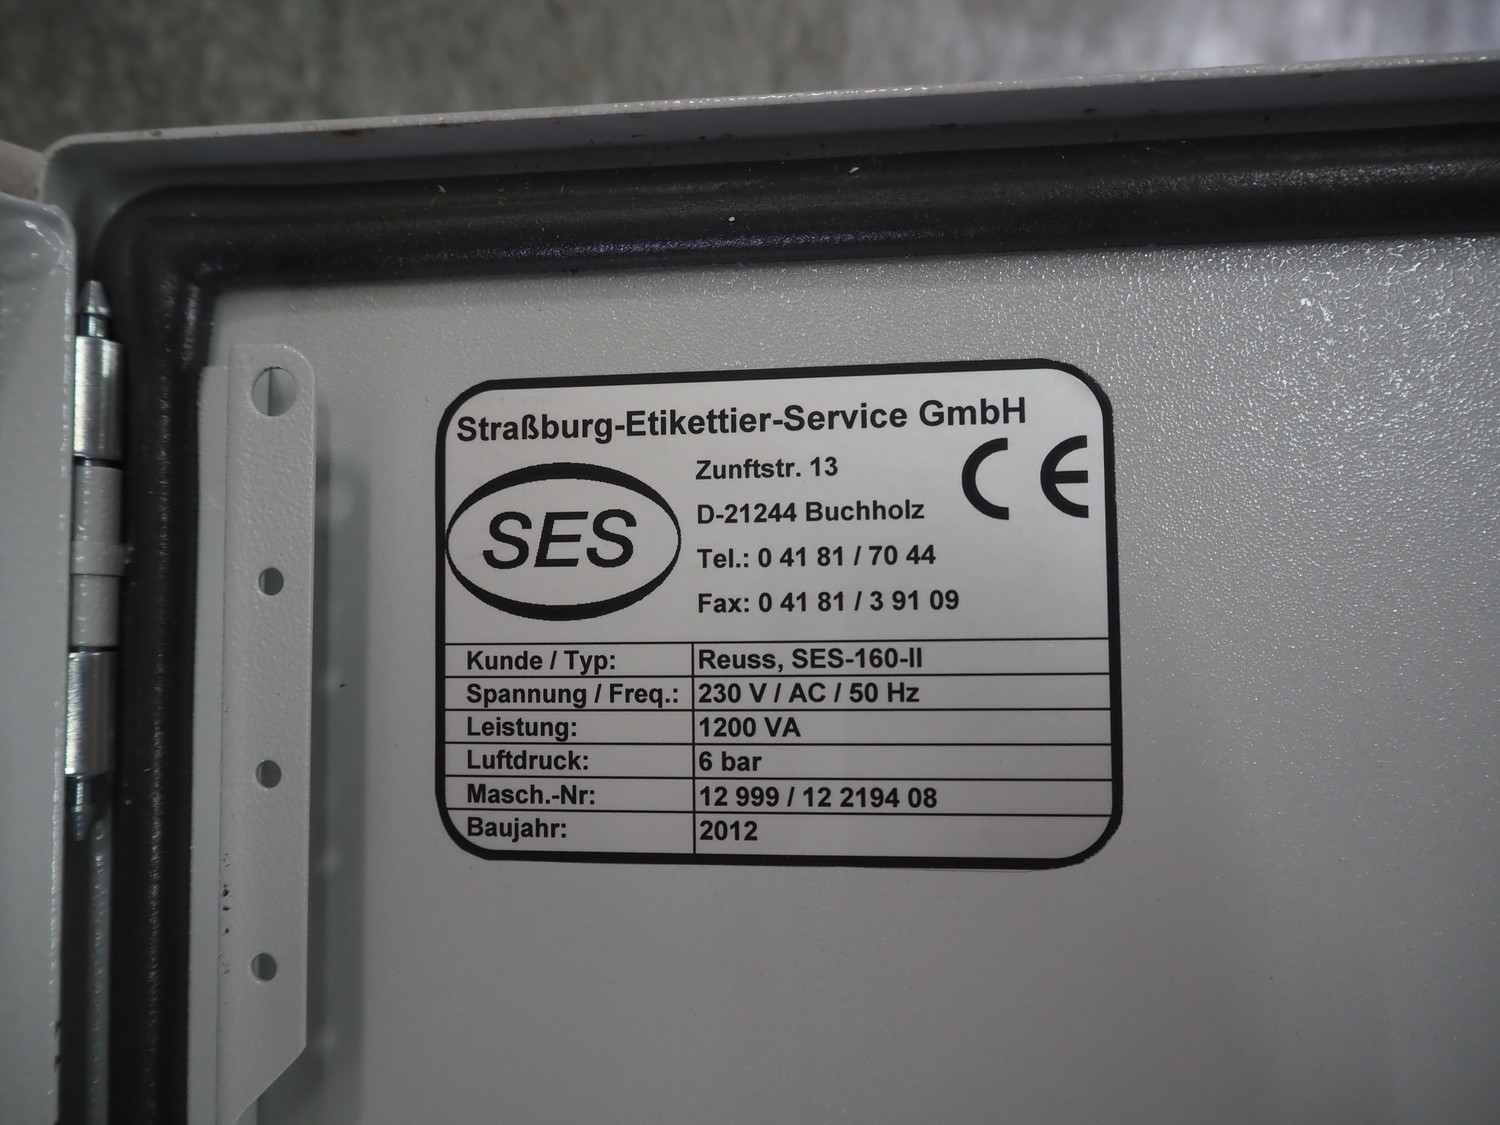 Straßburg-Etikettier-Service GmbH
SES
Zunftstr. 13
D-21244 Buchholz
Tel.: 0 41 81 / 70 44
Fax: 0 41 81 / 3 91 09
CE
Kunde / Typ: Reuss, SES-160-II
Spannung / Freq.: 230 V / AC / 50 Hz
Leistung: 1200 VA
Luftdruck: 6 bar
Masch.-Nr: 12 999 / 12 2194 08
Baujahr: 2012